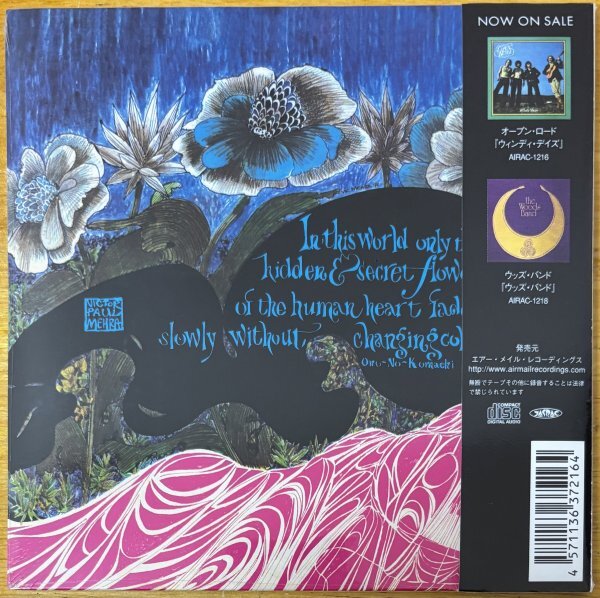 In this world only t
hidden & secret flow
of the human heart fade
slowly without changing col
Ono-No-Komachi
VICTOR
PAUL
MEHRA
NOW ON SALE
オープン・ロード
「ウィンディ・デイズ」
AIRAC-1216
the
Woods
Band
ウッズ・バンド
「ウッズ・バンド」
AIRAC-1218
発売元
エアー・メイル・レコーディングス
http://www.airmailrecordings.com
無断でテープその他に録音することは法律
で禁じられています
COMPACT
disc
DIGITAL AUDIO
JASRAC
4 571136 372164